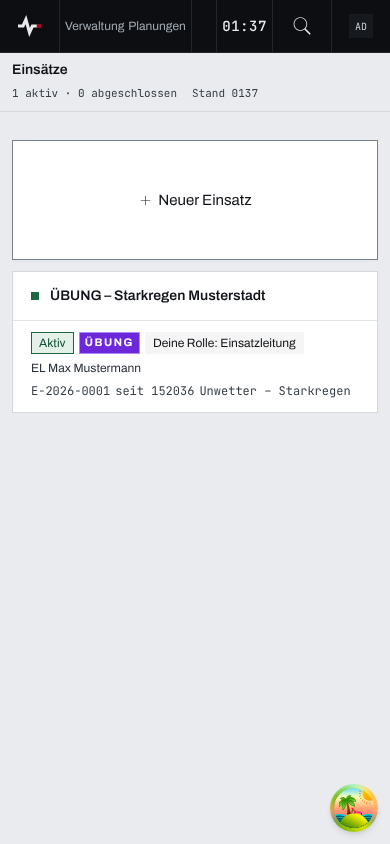 Verwaltung Planungen 01:37 AD
Einsätze
1 aktiv · 0 abgeschlossen Stand 0137
+ Neuer Einsatz
ÜBUNG – Starkregen Musterstadt
Aktiv ÜBUNG Deine Rolle: Einsatzleitung
EL Max Mustermann
E-2026-0001 seit 152036 Unwetter – Starkregen